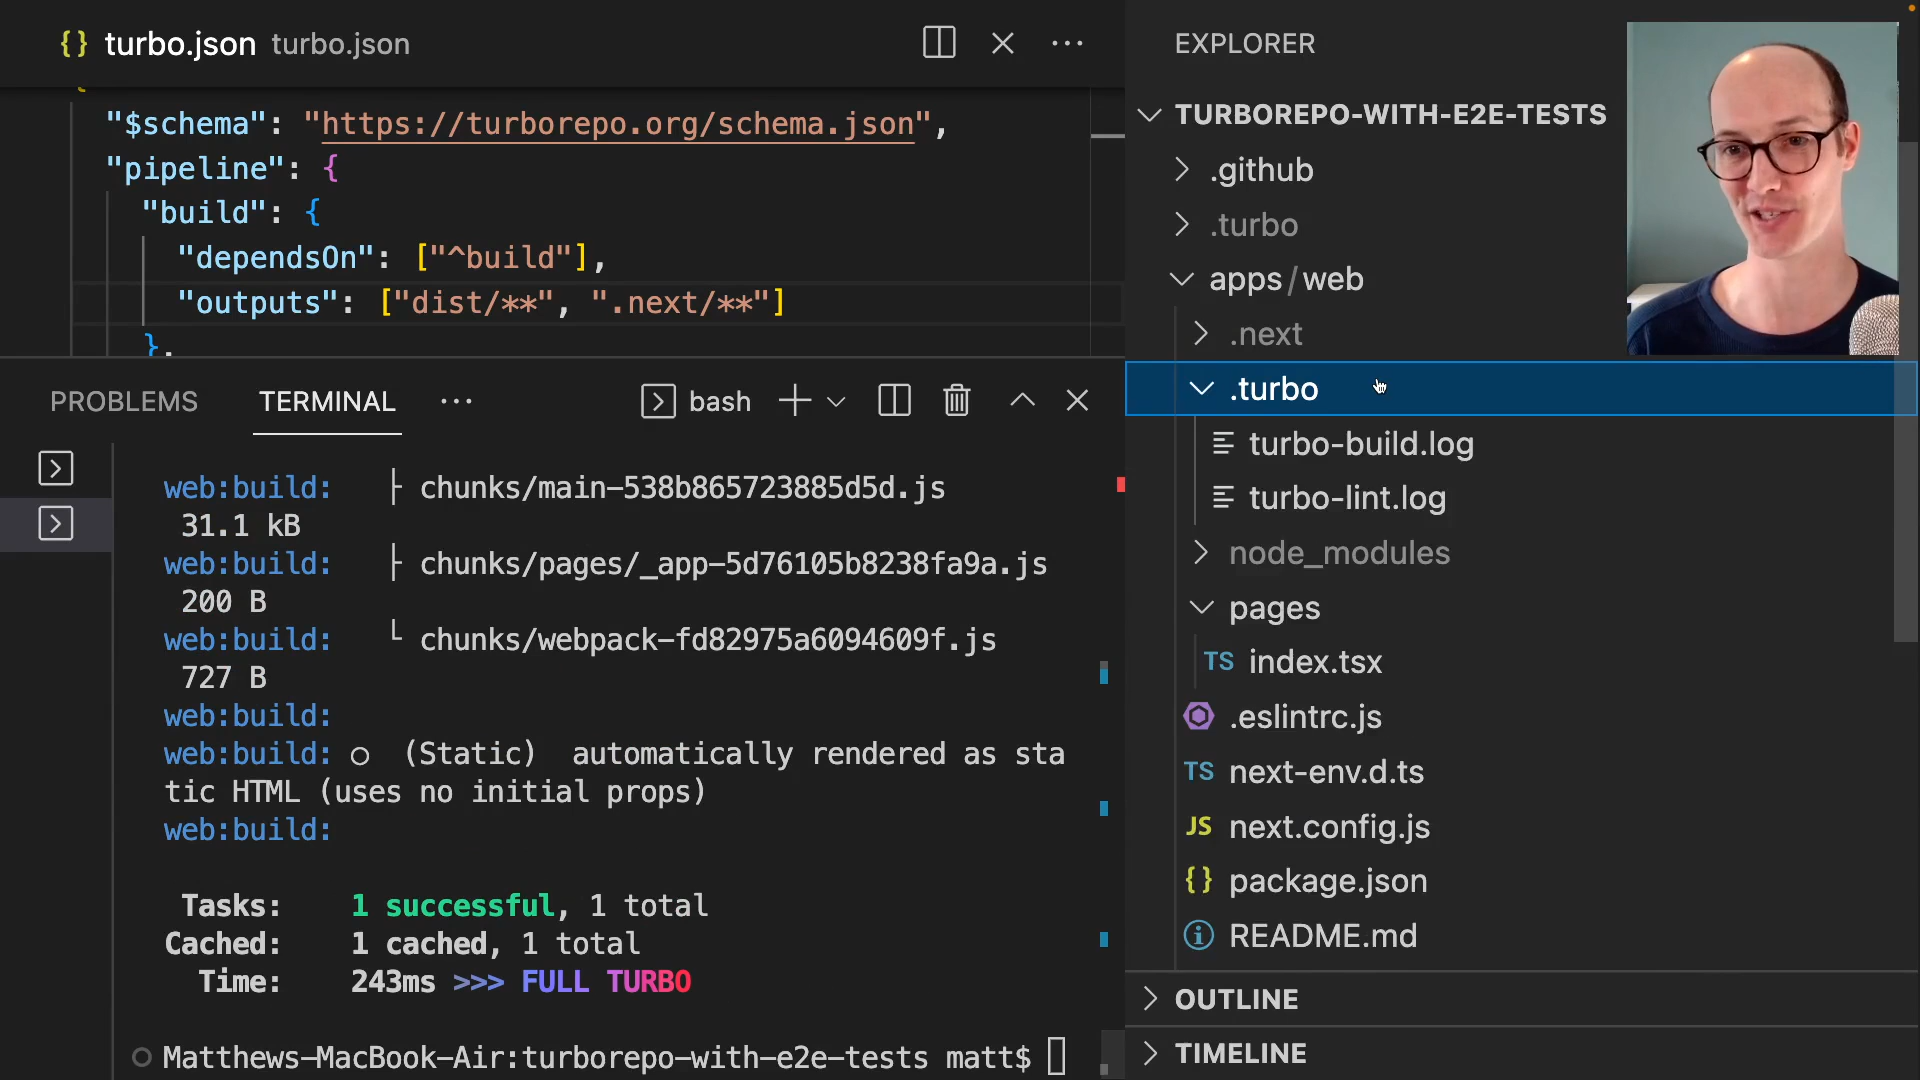 {} turbo.json turbo.json
{
"$schema": "https://turborepo.org/schema.json",
"pipeline": {
"build": {
"dependsOn": ["^build"],
"outputs": ["dist/**", ".next/**"]
},
PROBLEMS TERMINAL ··· bash
web:build: ├ chunks/main-538b865723885d5d.js
31.1 kB
web:build: ├ chunks/pages/_app-5d76105b8238fa9a.js
200 B
web:build: └ chunks/webpack-fd82975a6094609f.js
727 B
web:build:
web:build: ○ (Static) automatically rendered as sta
tic HTML (uses no initial props)
web:build:
Tasks: 1 successful, 1 total
Cached: 1 cached, 1 total
Time: 243ms >>> FULL TURBO
Matthews-MacBook-Air:turborepo-with-e2e-tests matt$
EXPLORER
TURBOREPO-WITH-E2E-TESTS
.github
.turbo
apps/web
.next
.turbo
turbo-build.log
turbo-lint.log
node_modules
pages
TS index.tsx
.eslintrc.js
TS next-env.d.ts
JS next.config.js
{} package.json
README.md
OUTLINE
TIMELINE